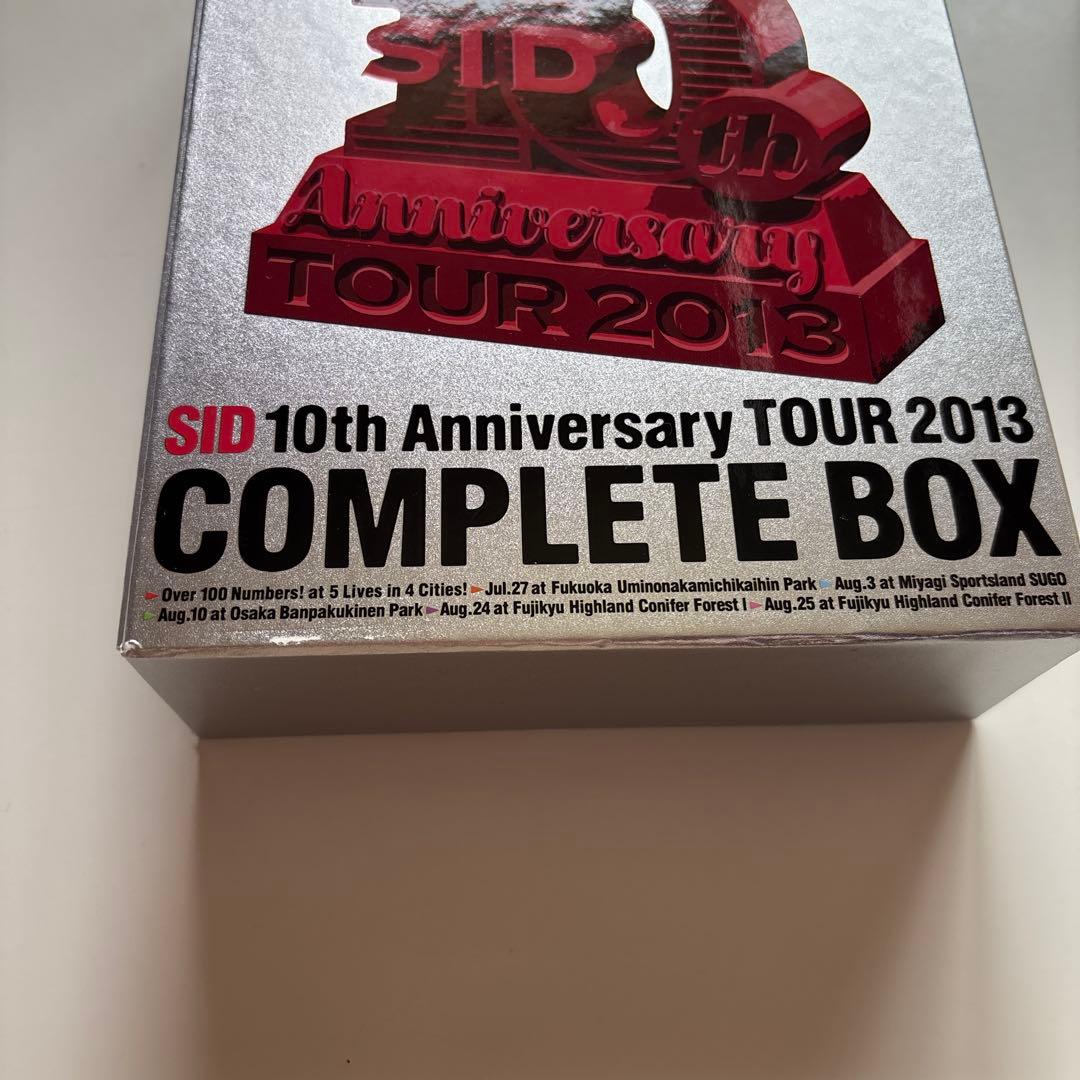 SID
th
Anniversary
TOUR 2013
SID 10th Anniversary TOUR 2013
COMPLETE BOX
Over 100 Numbers! at 5 Lives in 4 Cities! Jul.27 at Fukuoka Uminonakamichikaihin Park Aug.3 at Miyagi Sportsland SUGO
Aug.10 at Osaka Banpakukinen Park Aug.24 at Fujikyu Highland Conifer Forest I Aug.25 at Fujikyu Highland Conifer Forest II